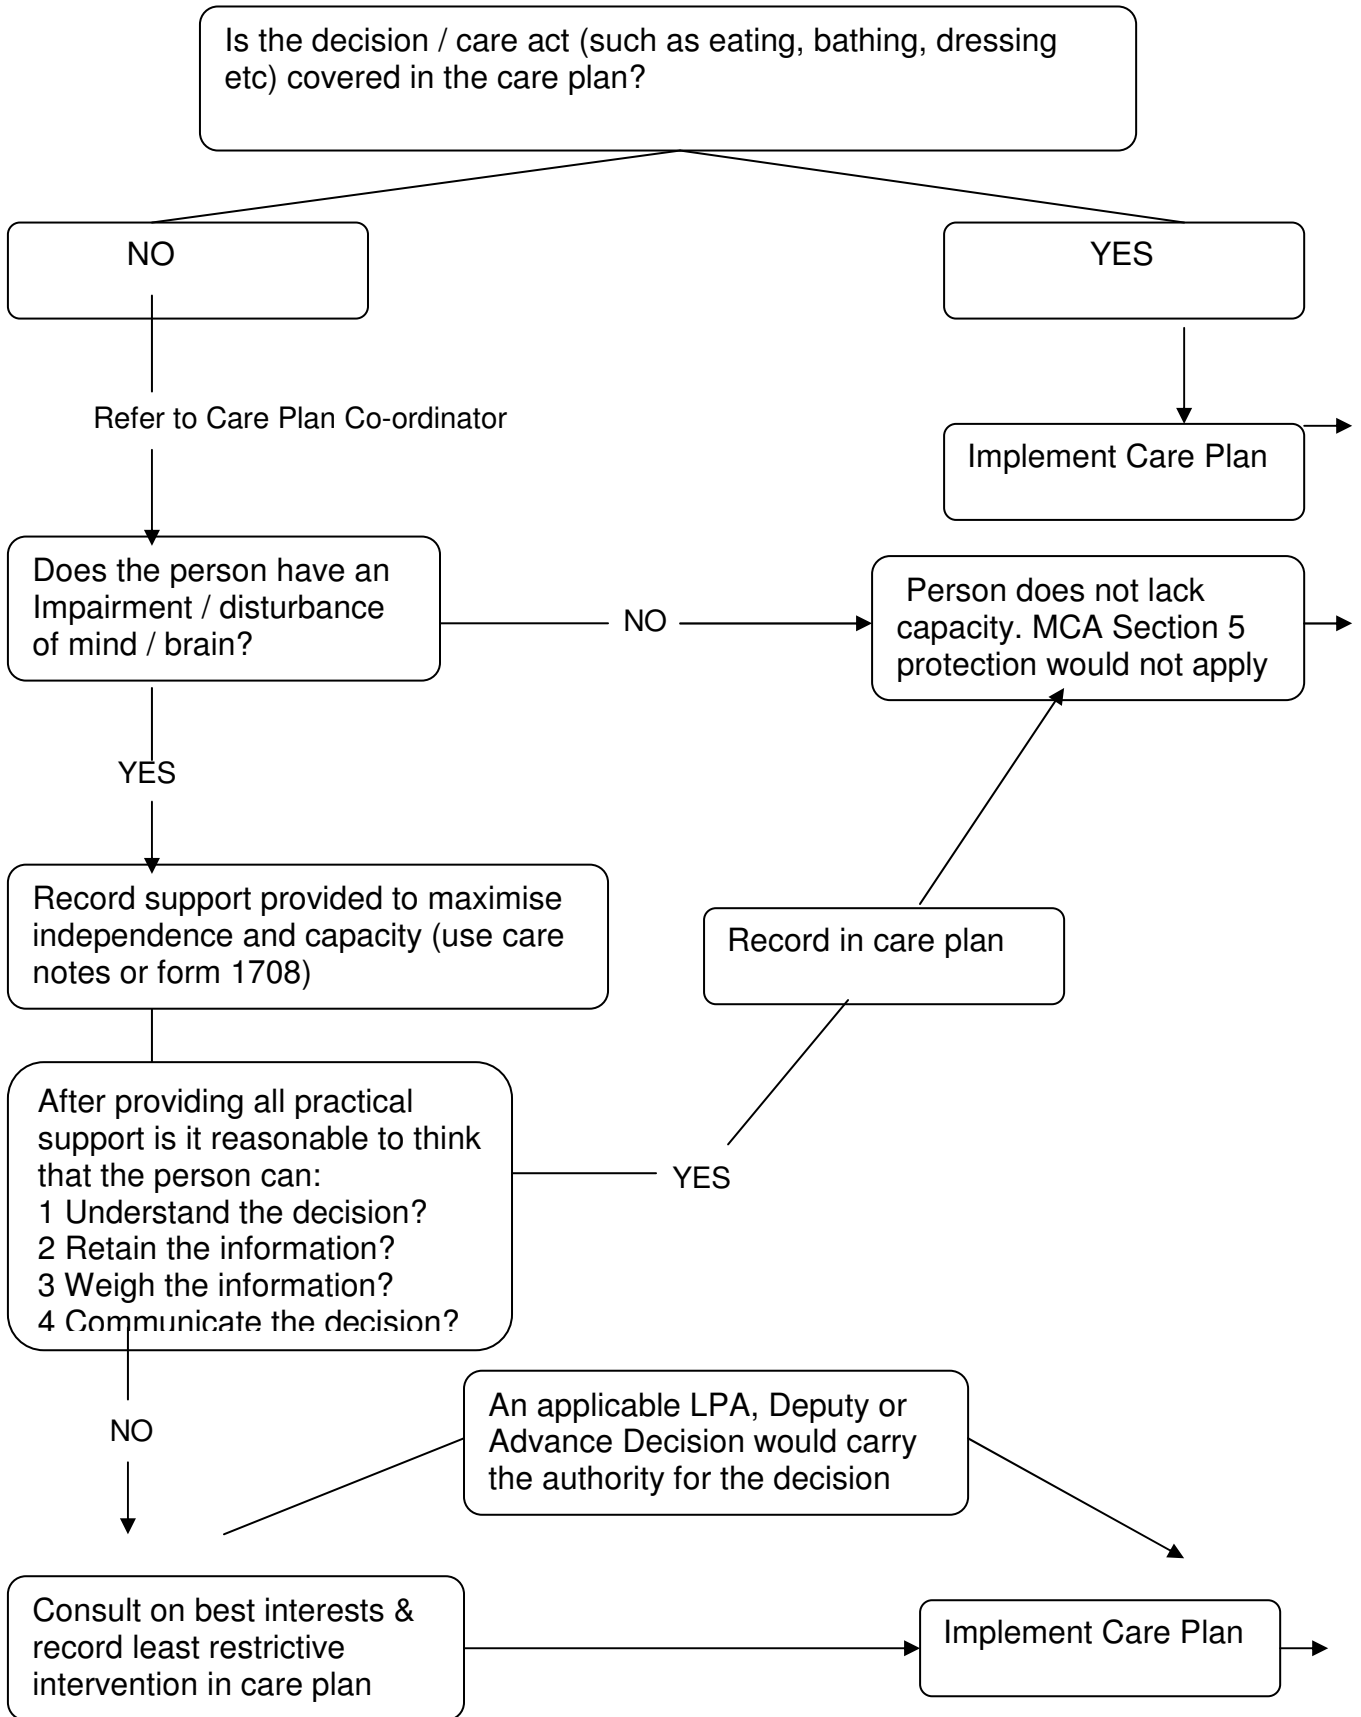 Is the decision / care act (such as eating, bathing, dressing
etc) covered in the care plan?
NO
YES
Refer to Care Plan Co-ordinator
Implement Care Plan
Does the person have an
Impairment / disturbance
of mind / brain?
NO
Person does not lack
capacity. MCA Section 5
protection would not apply
YES
Record support provided to maximise
independence and capacity (use care
notes or form 1708)
Record in care plan
After providing all practical
support is it reasonable to think
that the person can:
1 Understand the decision?
2 Retain the information?
3 Weigh the information?
4 Communicate the decision?
YES
NO
An applicable LPA, Deputy or
Advance Decision would carry
the authority for the decision
Consult on best interests &
record least restrictive
intervention in care plan
Implement Care Plan